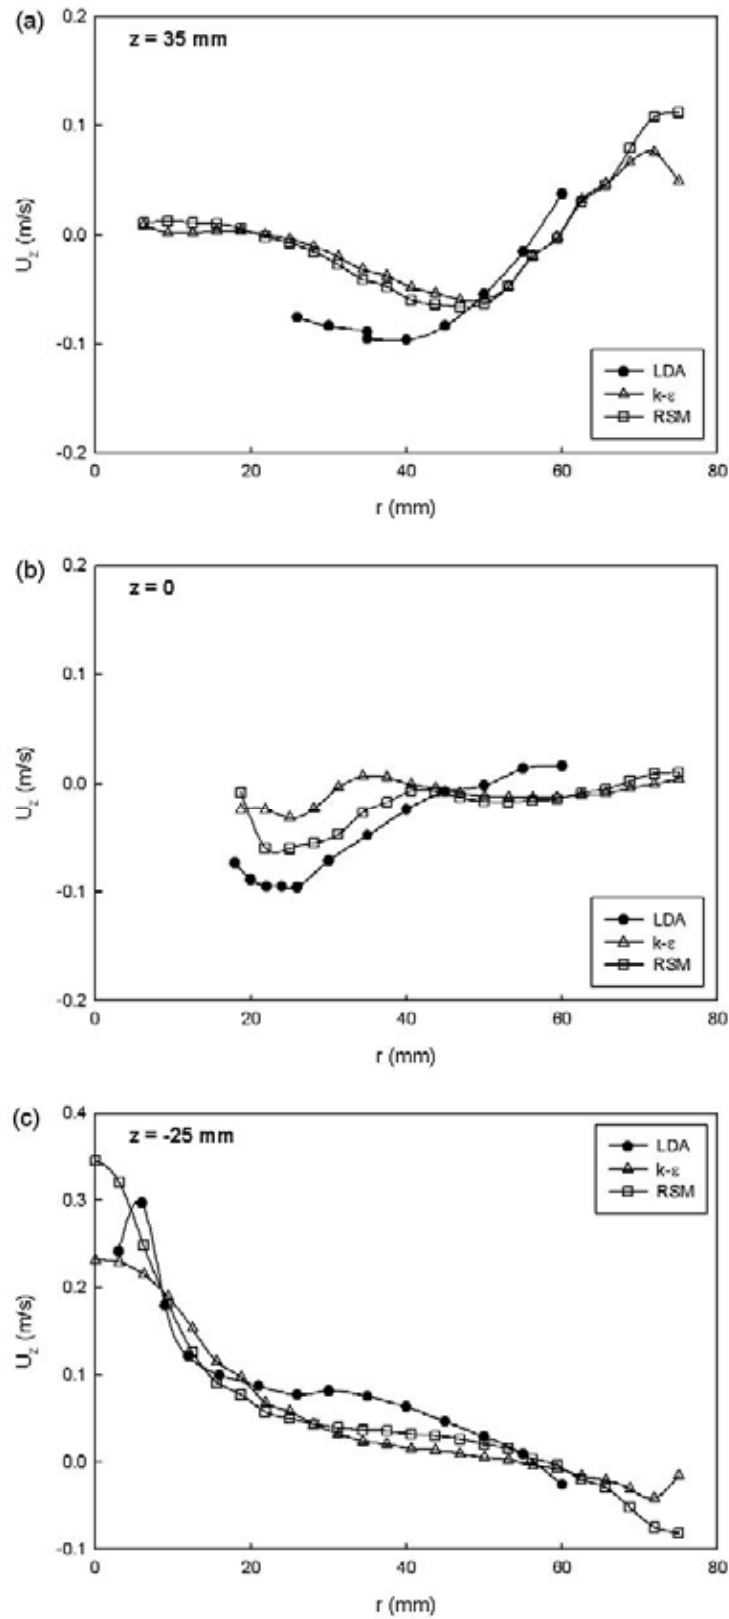 (a)
z = 35 mm
0.2
0.1
0.0
-0.1
-0.2
U_z (m/s)
LDA
k-ε
RSM
0 20 40 60 80
r (mm)
(b)
z = 0
0.2
0.1
0.0
-0.1
-0.2
U_z (m/s)
LDA
k-ε
RSM
0 20 40 60 80
r (mm)
(c)
z = -25 mm
0.4
0.3
0.2
0.1
0.0
-0.1
U_z (m/s)
LDA
k-ε
RSM
0 20 40 60 80
r (mm)